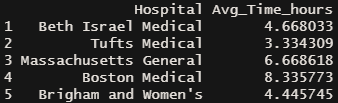 Hospital Avg_Time_hours
1 Beth Israel Medical 4.668033
2 Tufts Medical 3.334309
3 Massachusetts General 6.668618
4 Boston Medical 8.335773
5 Brigham and Women's 4.445745